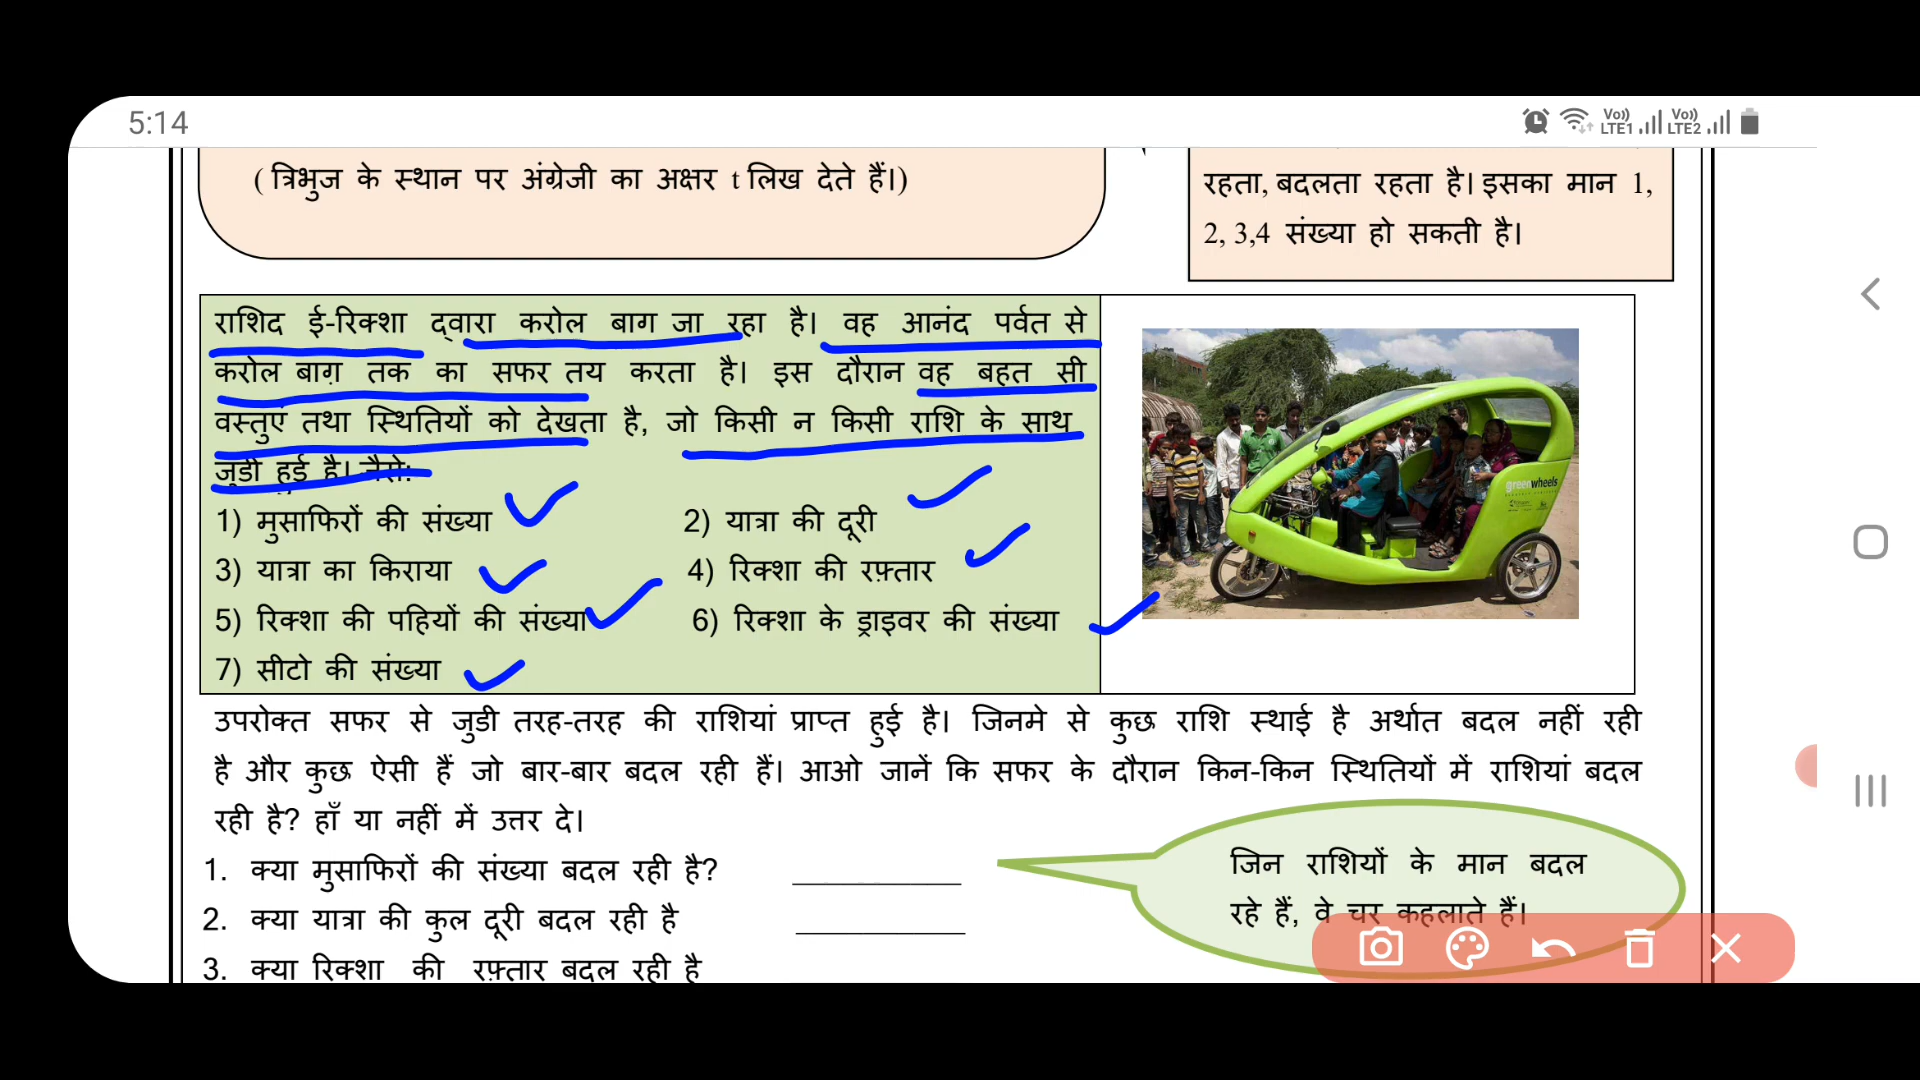 5:14
Vo)) LTE1 Vo)) LTE2
( त्रिभुज के स्थान पर अंग्रेजी का अक्षर t लिख देते हैं।)
रहता, बदलता रहता है। इसका मान 1,
2, 3,4 संख्या हो सकती है।
राशिद ई-रिक्शा द्वारा करोल बाग जा रहा है। वह आनंद पर्वत से
करोल बाग़ तक का सफर तय करता है। इस दौरान वह बहुत सी
वस्तुएं तथा स्थितियों को देखता है, जो किसी न किसी राशि के साथ
जुडी हुई है। जैसे:
1) मुसाफिरों की संख्या 2) यात्रा की दूरी
3) यात्रा का किराया 4) रिक्शा की रफ़्तार
5) रिक्शा की पहियों की संख्या 6) रिक्शा के ड्राइवर की संख्या
7) सीटो की संख्या
greenwheels
उपरोक्त सफर से जुडी तरह-तरह की राशियां प्राप्त हुई है। जिनमे से कुछ राशि स्थाई है अर्थात बदल नहीं रही
है और कुछ ऐसी हैं जो बार-बार बदल रही हैं। आओ जानें कि सफर के दौरान किन-किन स्थितियों में राशियां बदल
रही है? हाँ या नहीं में उत्तर दे।
1. क्या मुसाफिरों की संख्या बदल रही है?
2. क्या यात्रा की कुल दूरी बदल रही है
3. क्या रिक्शा की रफ़्तार बदल रही है
जिन राशियों के मान बदल
रहे हैं, वे चर कहलाते हैं।